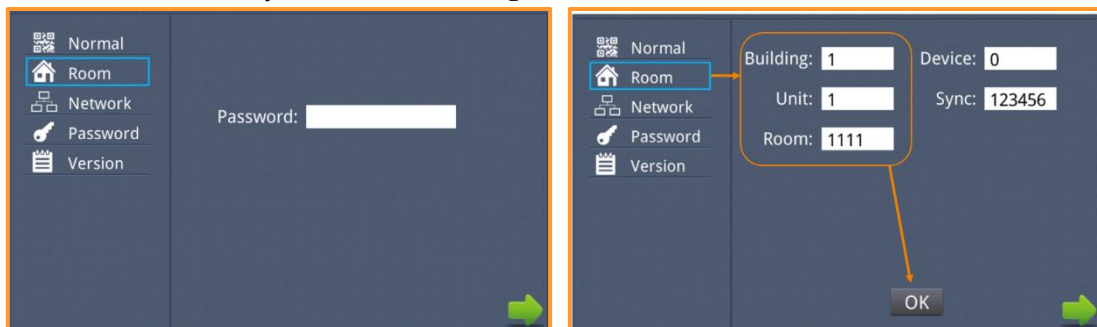 Normal
Room
Network
Password
Version
Password:
Normal
Room
Network
Password
Version
Building: 1
Unit: 1
Room: 1111
Device: 0
Sync: 123456
OK